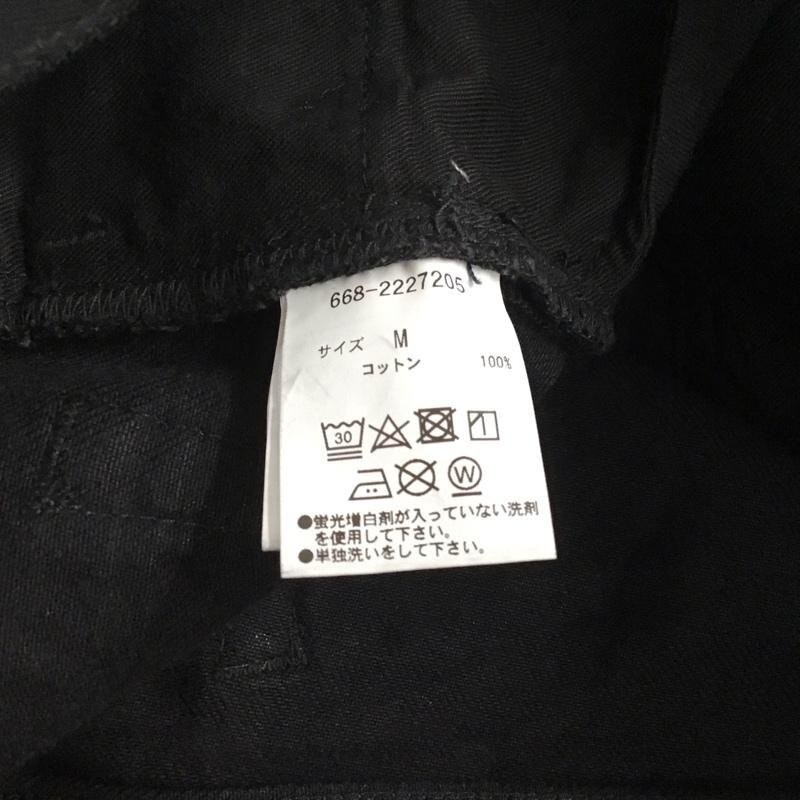 668-2227205
サイズ M
コットン 100%
30
W
●蛍光増白剤が入っていない洗剤
を使用して下さい。
●単独洗いをして下さい。